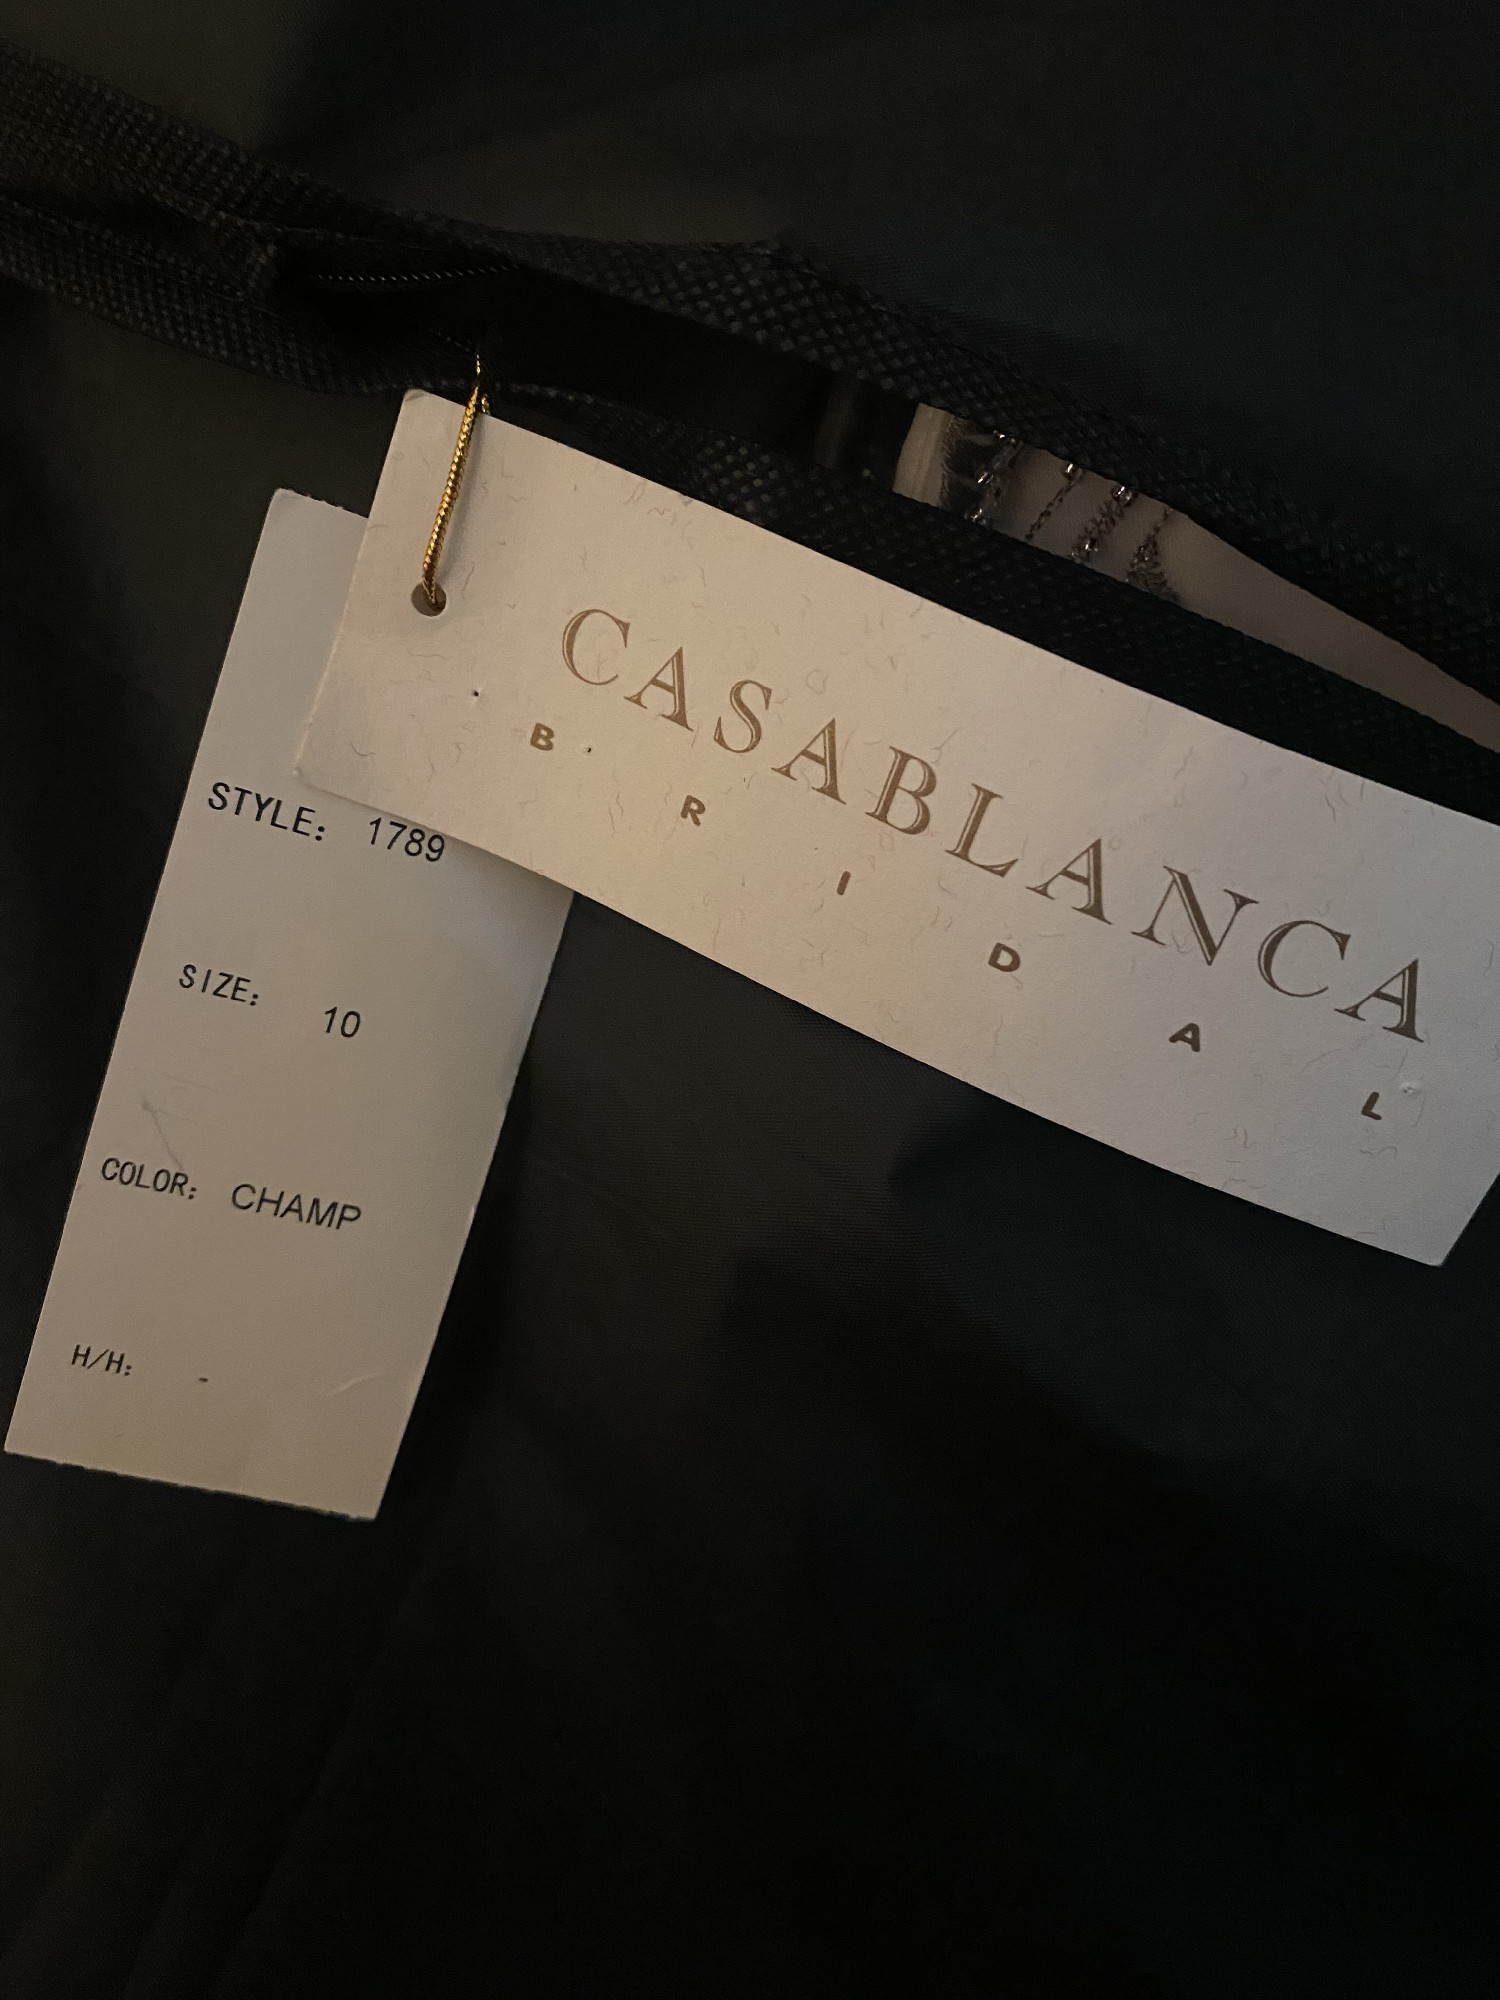 CASABLANCA
BRIDAL
STYLE: 1789
SIZE: 10
COLOR: CHAMP
H/H: -